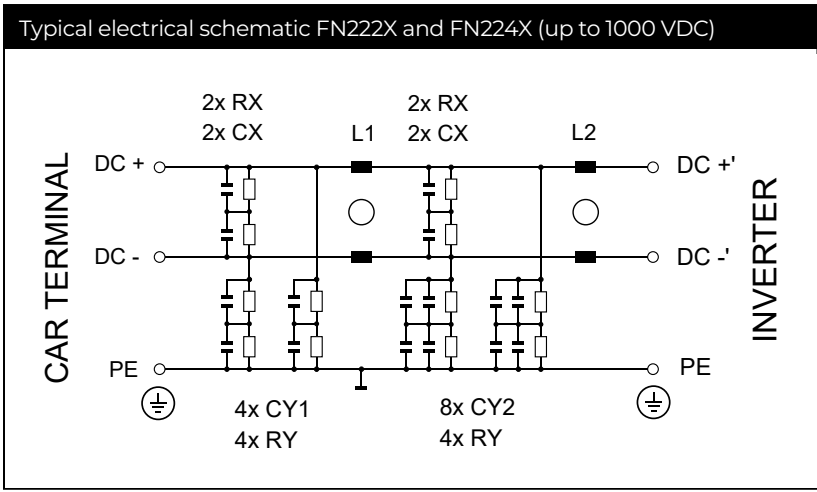 Typical electrical schematic FN222X and FN224X (up to 1000 VDC)
2x RX
2x CX
L1
2x RX
2x CX
L2
CAR TERMINAL
DC +
DC -
PE
DC +'
DC -'
PE
INVERTER
4x CY1
4x RY
8x CY2
4x RY